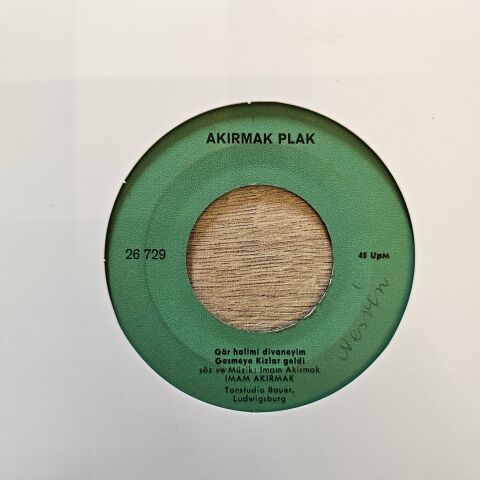 AKIRMAK PLAK
26 729
45 UpM
Nesrin
Gör halimi divaneyim
Gesmeye Kizlar geldi
söz ve Müzik: Imam Akirmak
IMAM AKIRMAK
Tonstudio Bauer,
Ludwigsburg